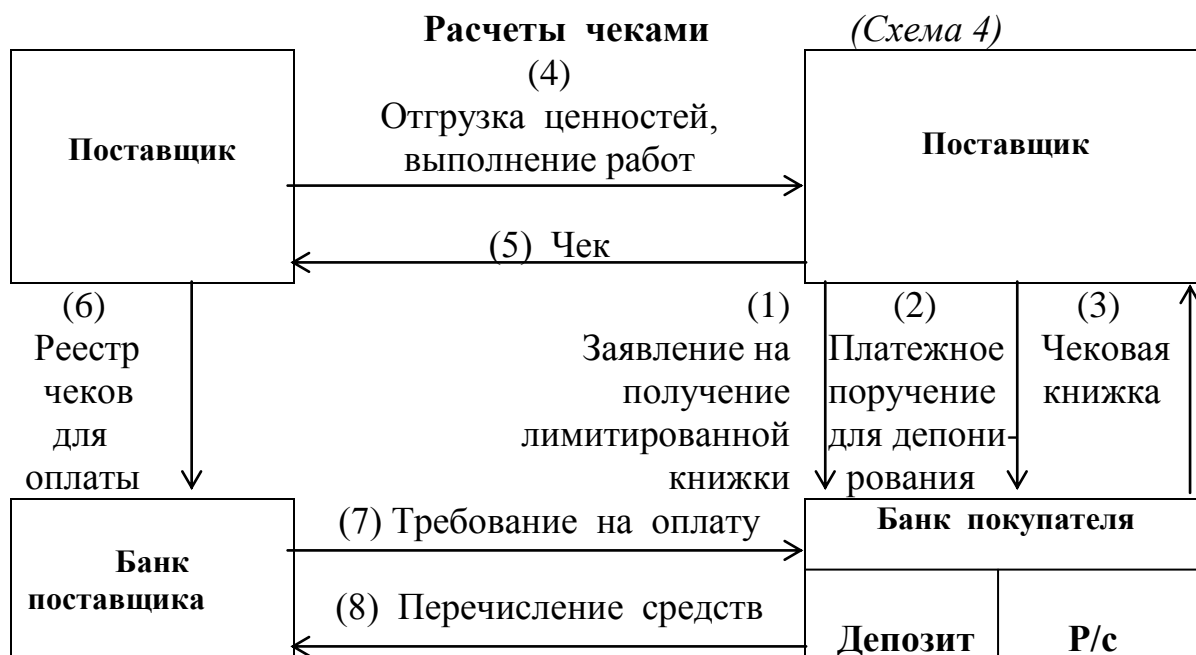 Расчеты чеками (Схема 4)
(4)
Отгрузка ценностей,
выполнение работ
Поставщик
Поставщик
(5) Чек
(6)
Реестр
чеков
для
оплаты
(1)
Заявление на
получение
лимитированной
книжки
(2)
Платежное
поручение
для депони-
рования
(3)
Чековая
книжка
Банк
поставщика
(7) Требование на оплату
(8) Перечисление средств
Банк покупателя
Депозит
Р/с